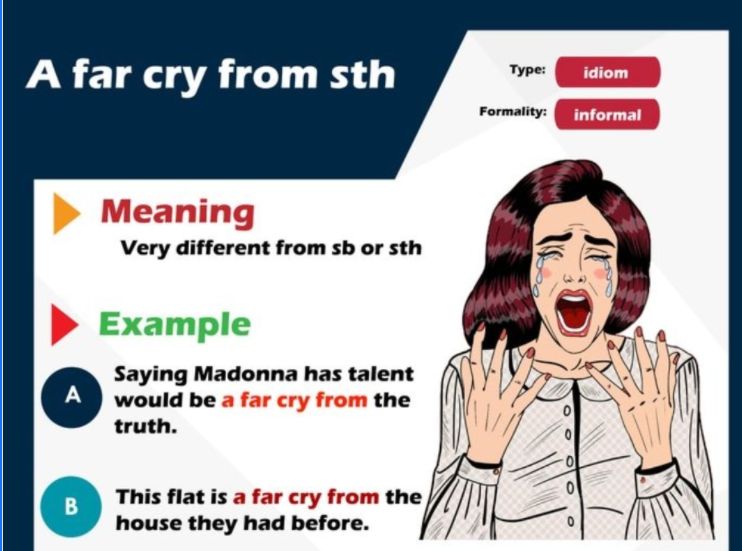 A far cry from sth
Type: idiom
Formality: informal
Meaning
Very different from sb or sth
Example
A
Saying Madonna has talent
would be a far cry from the
truth.
B
This flat is a far cry from the
house they had before.